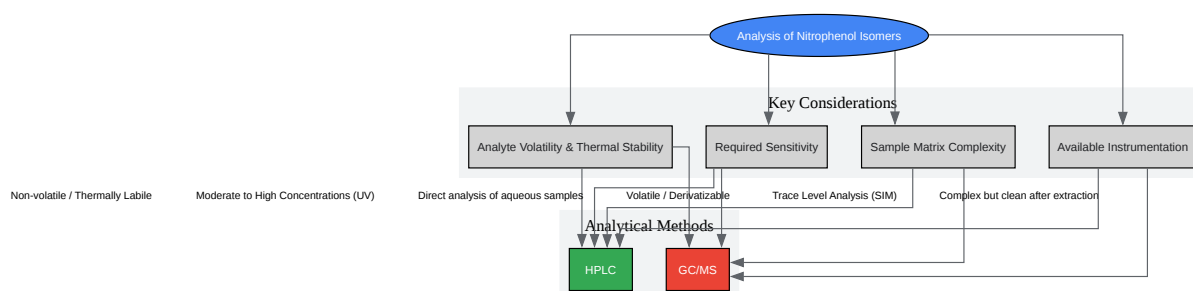 Analysis of Nitrophenol Isomers
Key Considerations
Analyte Volatility & Thermal Stability
Required Sensitivity
Sample Matrix Complexity
Available Instrumentation
Non-volatile / Thermally Labile
Moderate to High Concentrations (UV)
Direct analysis of aqueous samples
Volatile / Derivatizable
Trace Level Analysis (SIM)
Complex but clean after extraction
Analytical Methods
HPLC
GC/MS